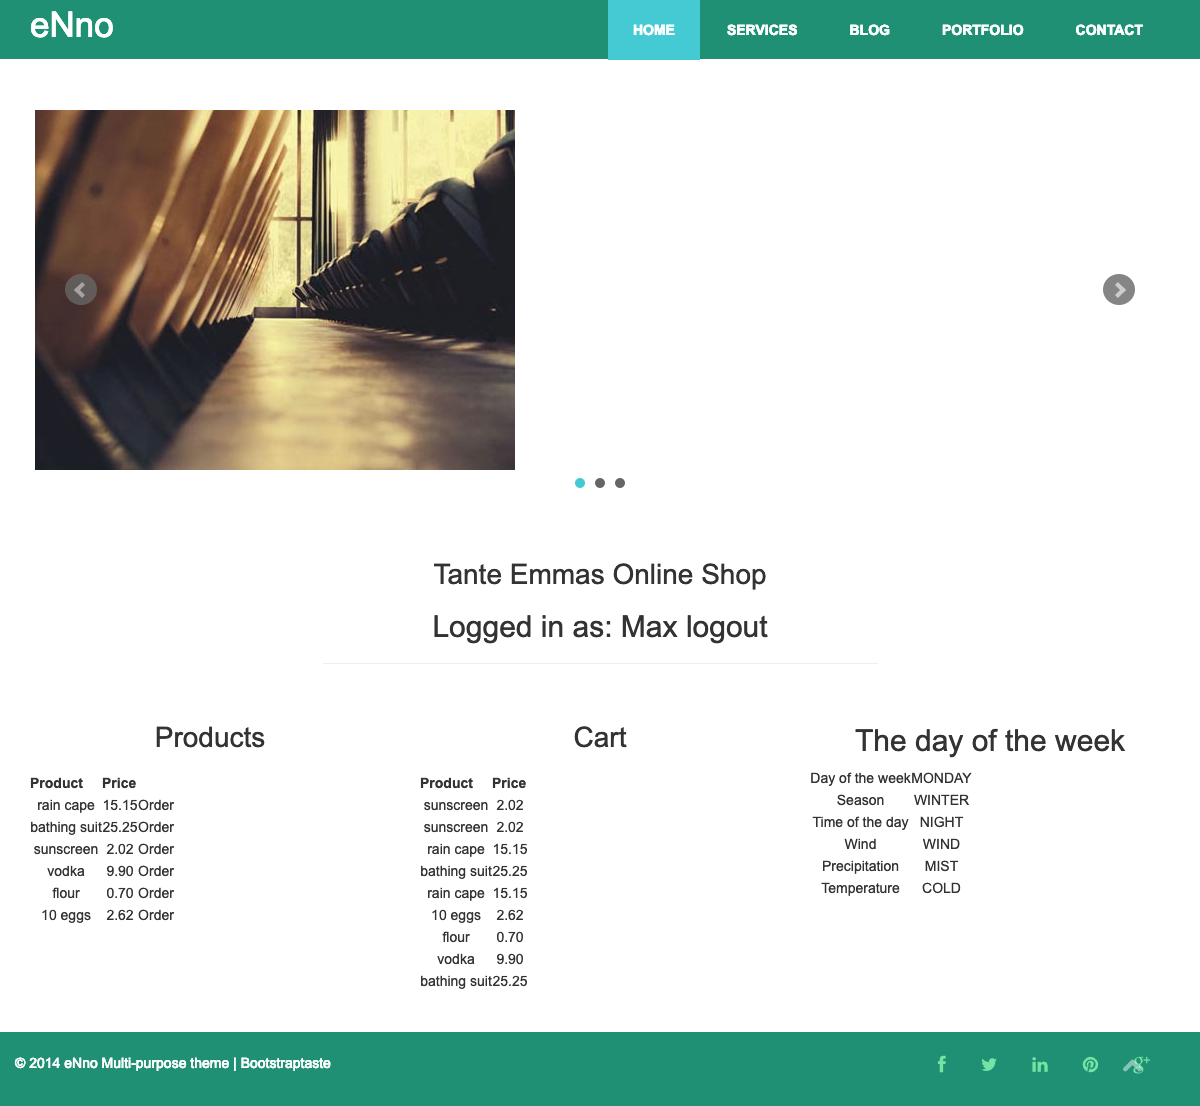 eNno
HOME SERVICES BLOG PORTFOLIO CONTACT
Tante Emmas Online Shop
Logged in as: Max logout
Products
Product Price
rain cape 15.15 Order
bathing suit 25.25 Order
sunscreen 2.02 Order
vodka 9.90 Order
flour 0.70 Order
10 eggs 2.62 Order
Cart
Product Price
sunscreen 2.02
sunscreen 2.02
rain cape 15.15
bathing suit 25.25
rain cape 15.15
10 eggs 2.62
flour 0.70
vodka 9.90
bathing suit 25.25
The day of the week
Day of the week MONDAY
Season WINTER
Time of the day NIGHT
Wind WIND
Precipitation MIST
Temperature COLD
© 2014 eNno Multi-purpose theme | Bootstraptaste